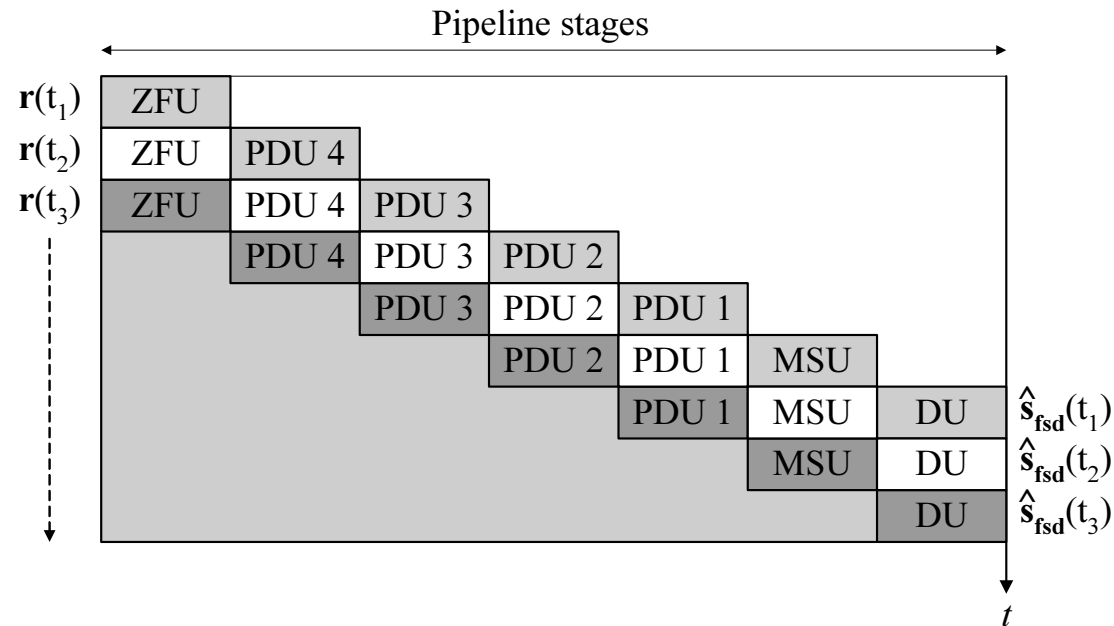 Pipeline stages
r(t₁) ZFU
r(t₂) ZFU PDU 4
r(t₃) ZFU PDU 4 PDU 3
PDU 4 PDU 3 PDU 2
PDU 3 PDU 2 PDU 1
PDU 2 PDU 1 MSU
PDU 1 MSU DU ŝfsd(t₁)
MSU DU ŝfsd(t₂)
DU ŝfsd(t₃)
t